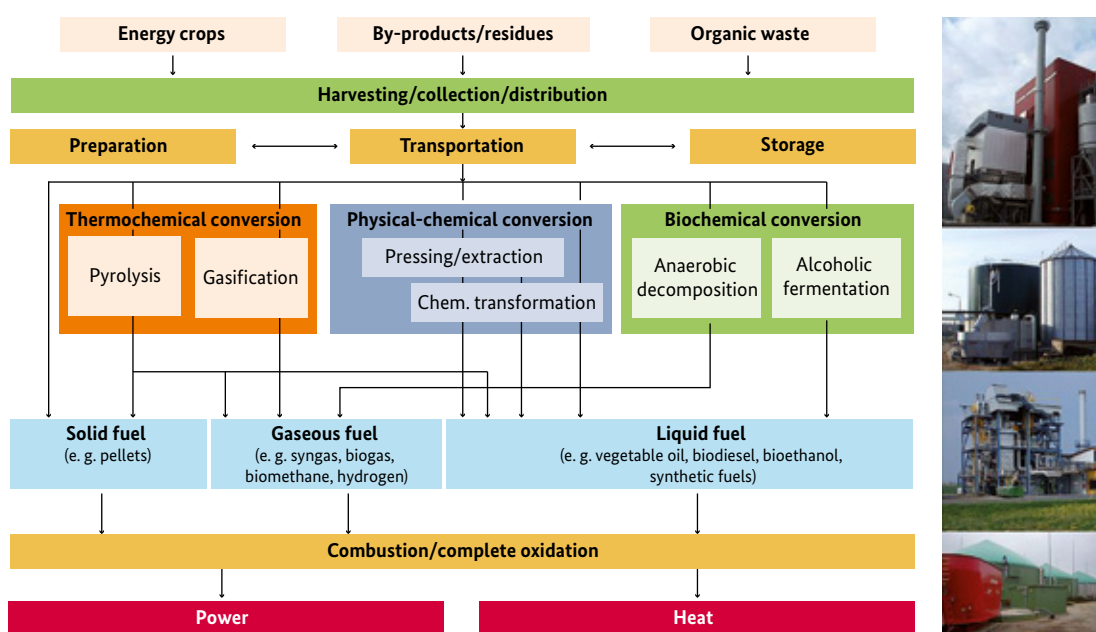 Energy crops
By-products/residues
Organic waste
Harvesting/collection/distribution
Preparation
Transportation
Storage
Thermochemical conversion
Physical-chemical conversion
Biochemical conversion
Pyrolysis
Gasification
Pressing/extraction
Chem. transformation
Anaerobic
decomposition
Alcoholic
fermentation
Solid fuel
(e. g. pellets)
Gaseous fuel
(e. g. syngas, biogas,
biomethane, hydrogen)
Liquid fuel
(e. g. vegetable oil, biodiesel, bioethanol,
synthetic fuels)
Combustion/complete oxidation
Power
Heat